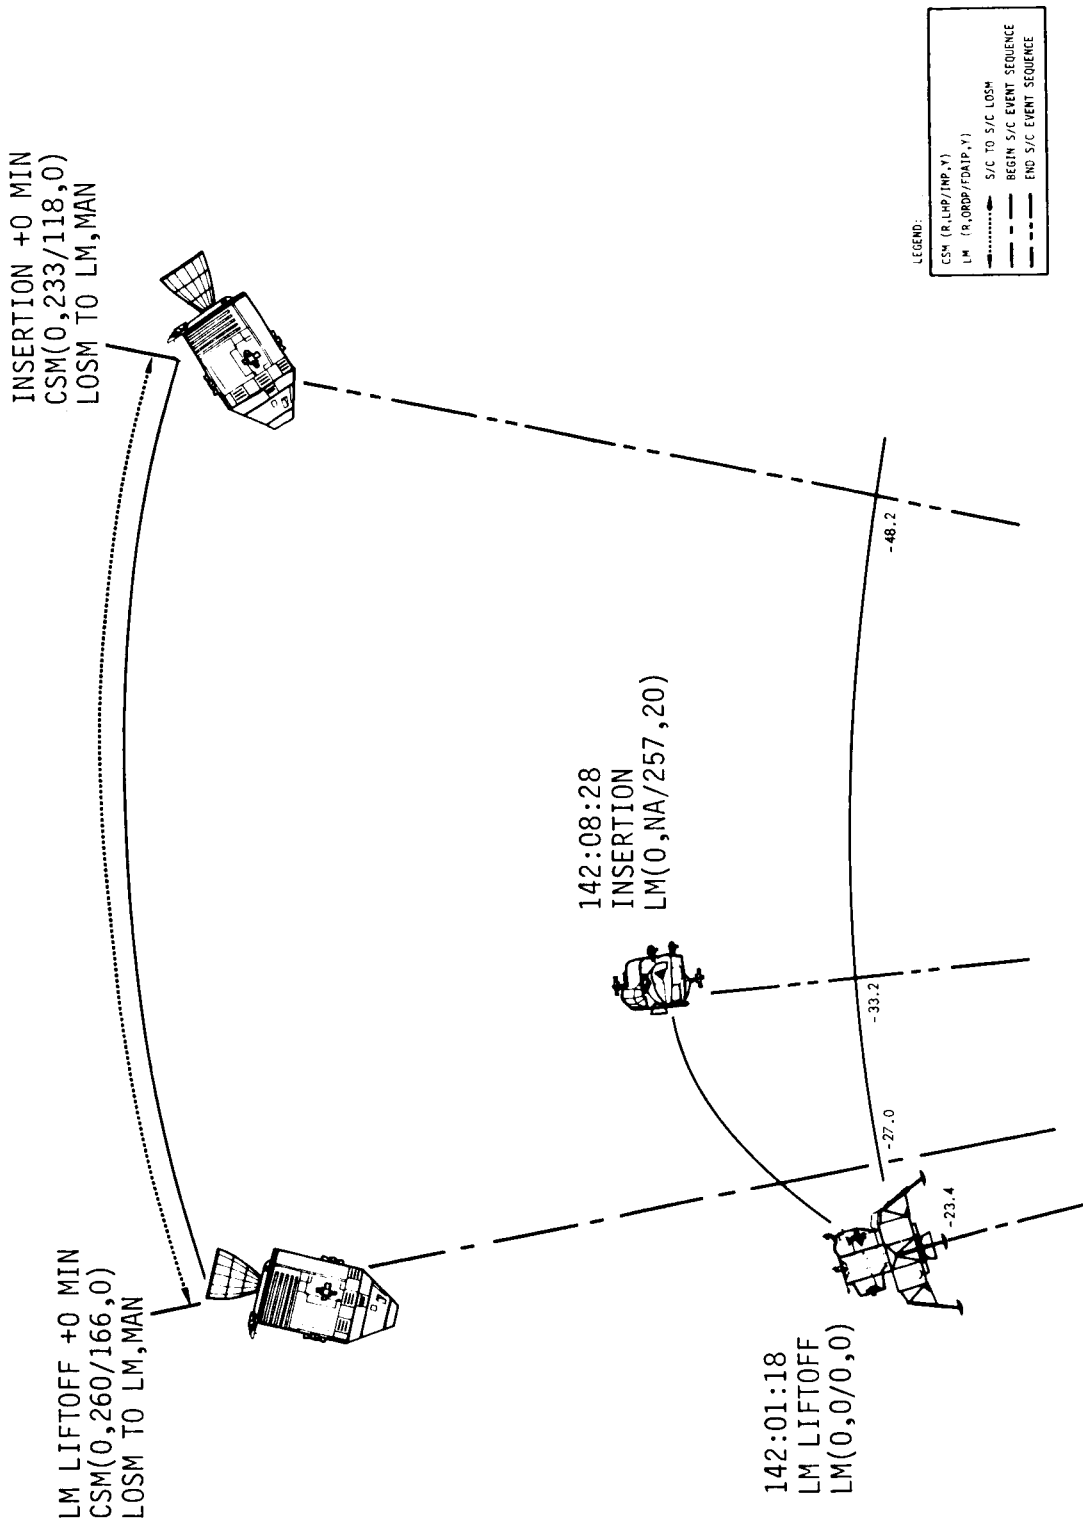 INSERTION +0 MIN
CSM(0,233/118,0)
LOSM TO LM,MAN
LM LIFTOFF +0 MIN
CSM(0,260/166,0)
LOSM TO LM,MAN
142:08:28
INSERTION
LM(0,NA/257,20)
142:01:18
LM LIFTOFF
LM(0,0/0,0)
-48.2
-33.2
-27.0
-23.4
LEGEND:
CSM (R,LHP/INP,Y)
LM (R,ORDP/FDAIP,Y)
S/C TO S/C LOSM
BEGIN S/C EVENT SEQUENCE
END S/C EVENT SEQUENCE